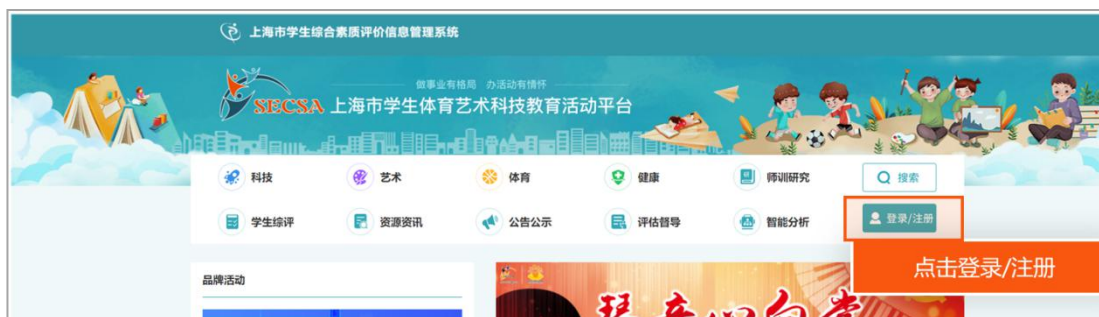 上海市学生综合素质评价信息管理系统
做事业有格局 办活动有情怀
SECSA 上海市学生体育艺术科技教育活动平台
科技 艺术 体育 健康 师训研究 搜索
学生综评 资源资讯 公告公示 评估督导 智能分析 登录/注册
点击登录/注册
品牌活动